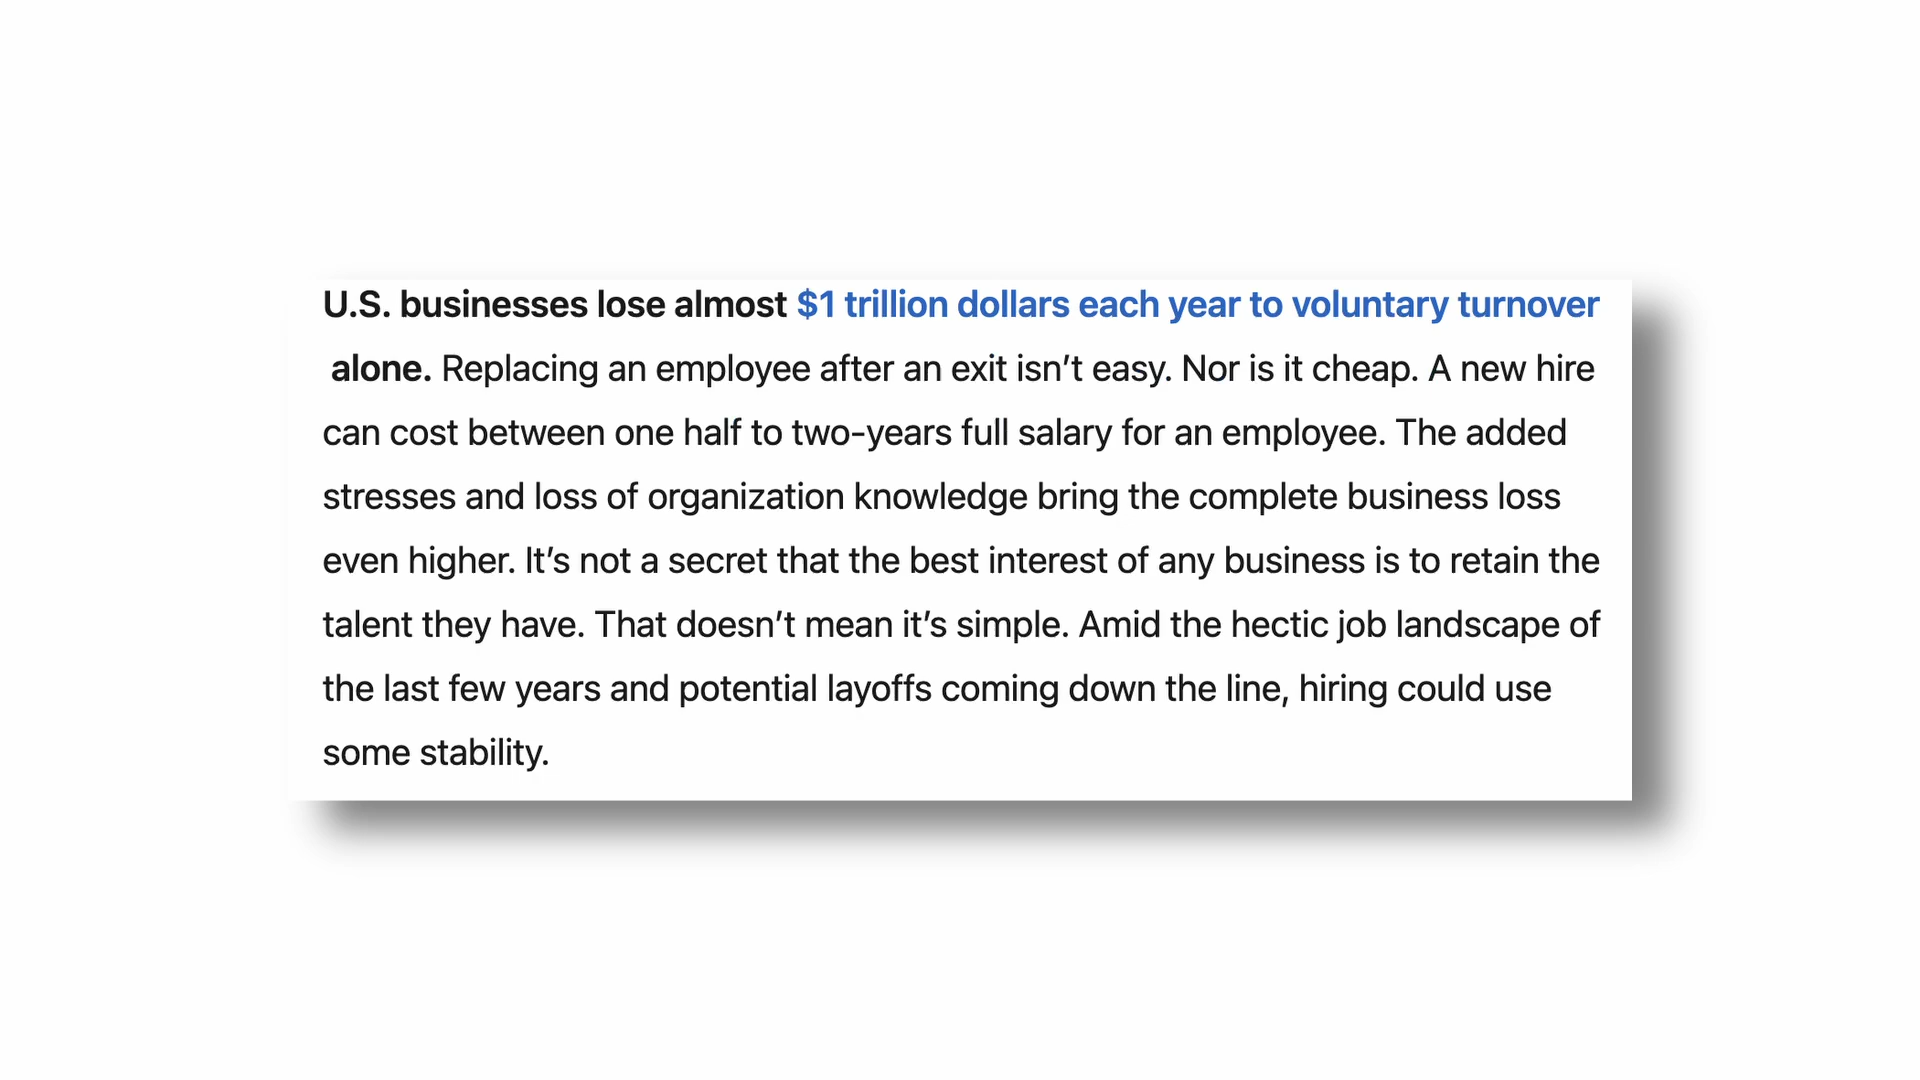 U.S. businesses lose almost $1 trillion dollars each year to voluntary turnover
alone. Replacing an employee after an exit isn’t easy. Nor is it cheap. A new hire
can cost between one half to two-years full salary for an employee. The added
stresses and loss of organization knowledge bring the complete business loss
even higher. It’s not a secret that the best interest of any business is to retain the
talent they have. That doesn’t mean it’s simple. Amid the hectic job landscape of
the last few years and potential layoffs coming down the line, hiring could use
some stability.